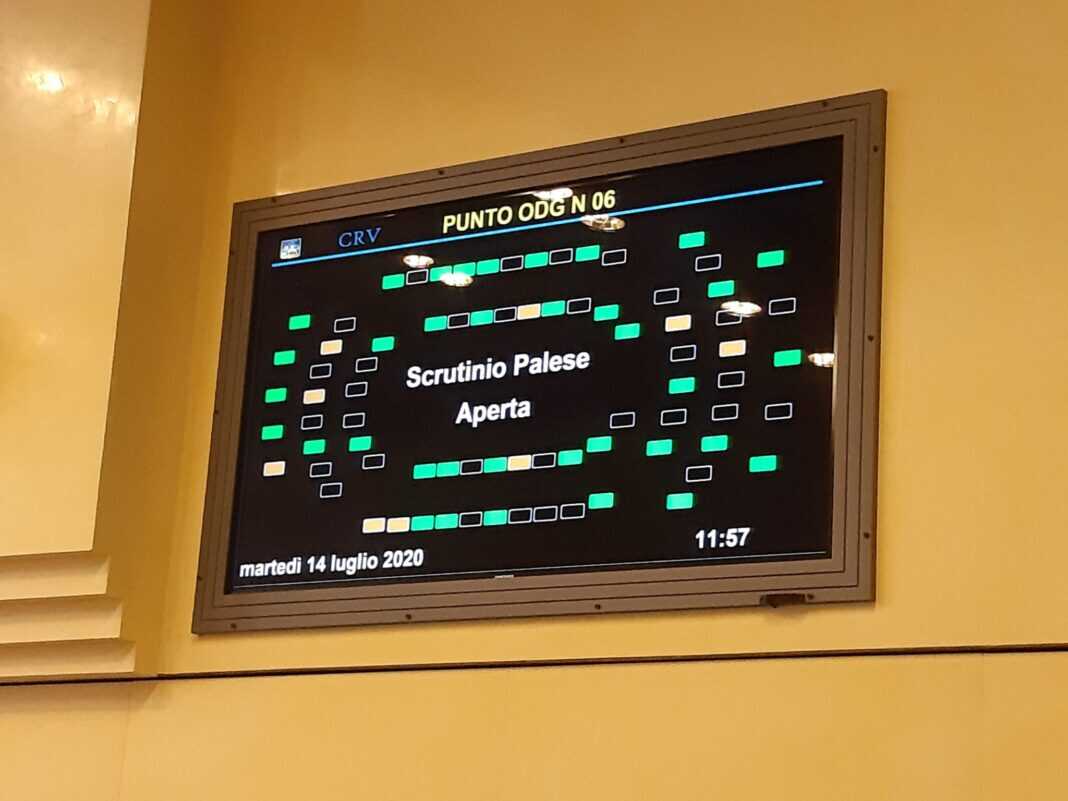 CRV
PUNTO ODG N 06
Scrutinio Palese
Aperta
martedì 14 luglio 2020
11:57